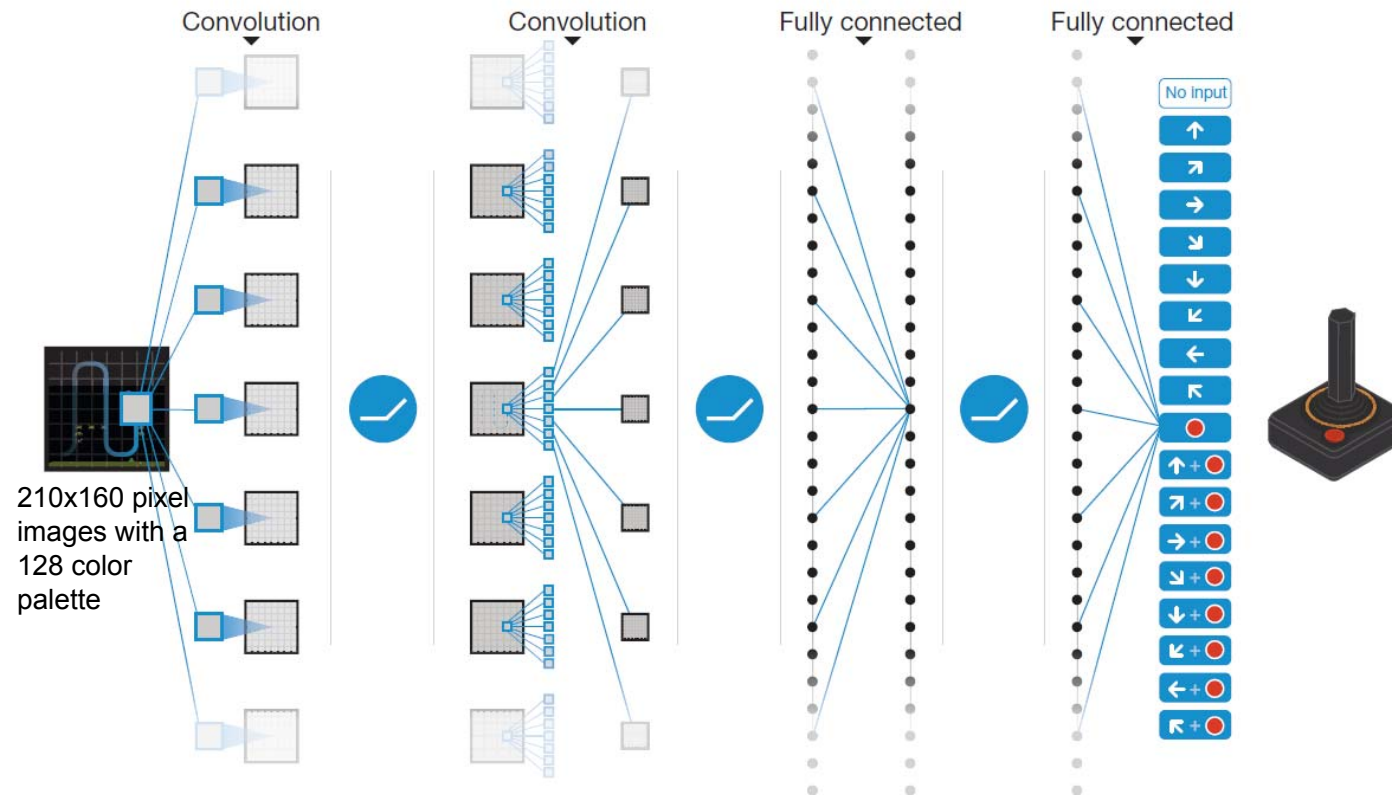 Convolution
Convolution
Fully connected
Fully connected
No input
210x160 pixel
images with a
128 color
palette